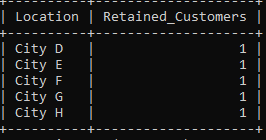 | Location | Retained_Customers |
+----------+--------------------+
| City D   |                  1 |
| City E   |                  1 |
| City F   |                  1 |
| City G   |                  1 |
| City H   |                  1 |
+----------+--------------------+